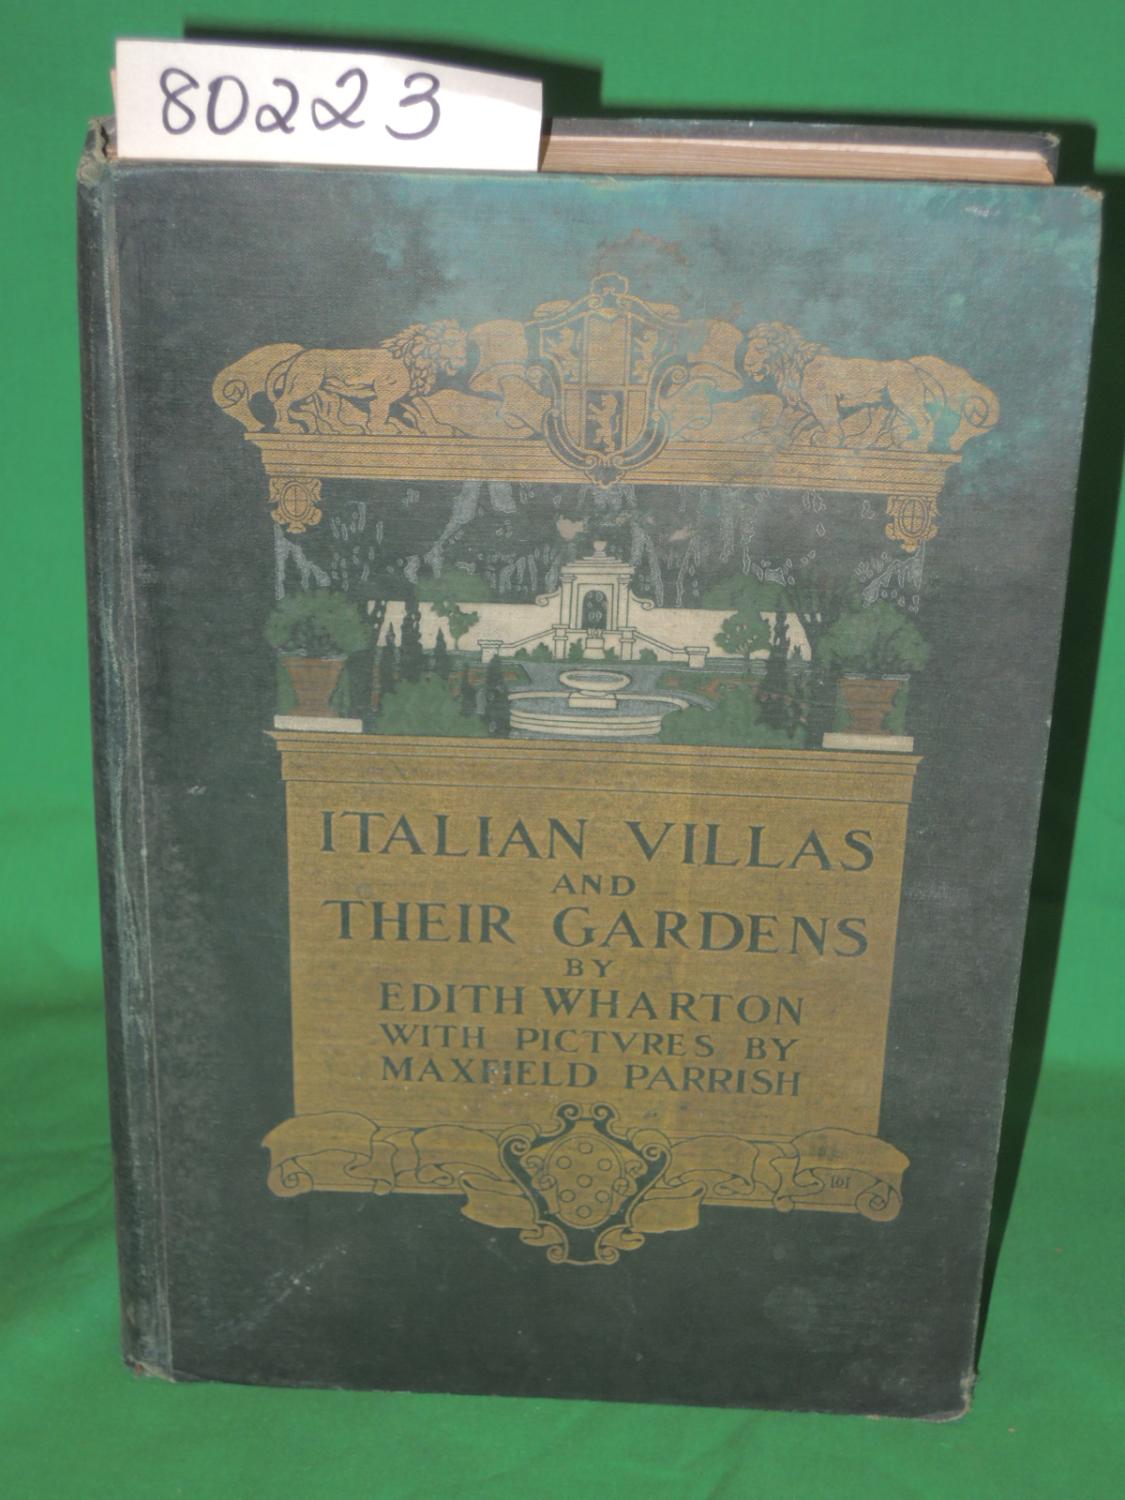 80223
ITALIAN VILLAS
AND
THEIR GARDENS
BY
EDITH WHARTON
WITH PICTVRES BY
MAXFIELD PARRISH